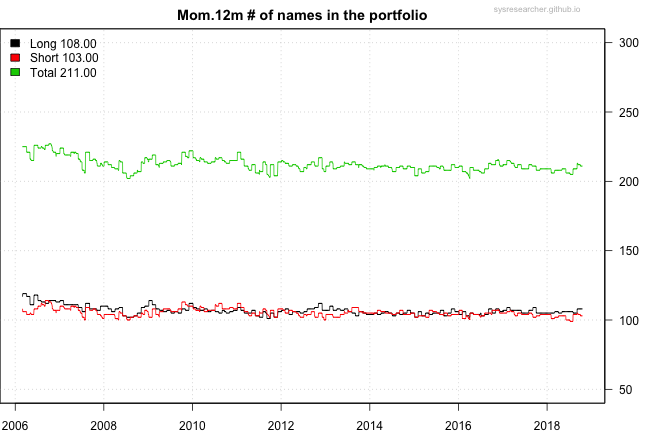 Mom.12m # of names in the portfolio
sysresearcher.github.io
Long 108.00
Short 103.00
Total 211.00
300
250
200
150
100
50
2006 2008 2010 2012 2014 2016 2018